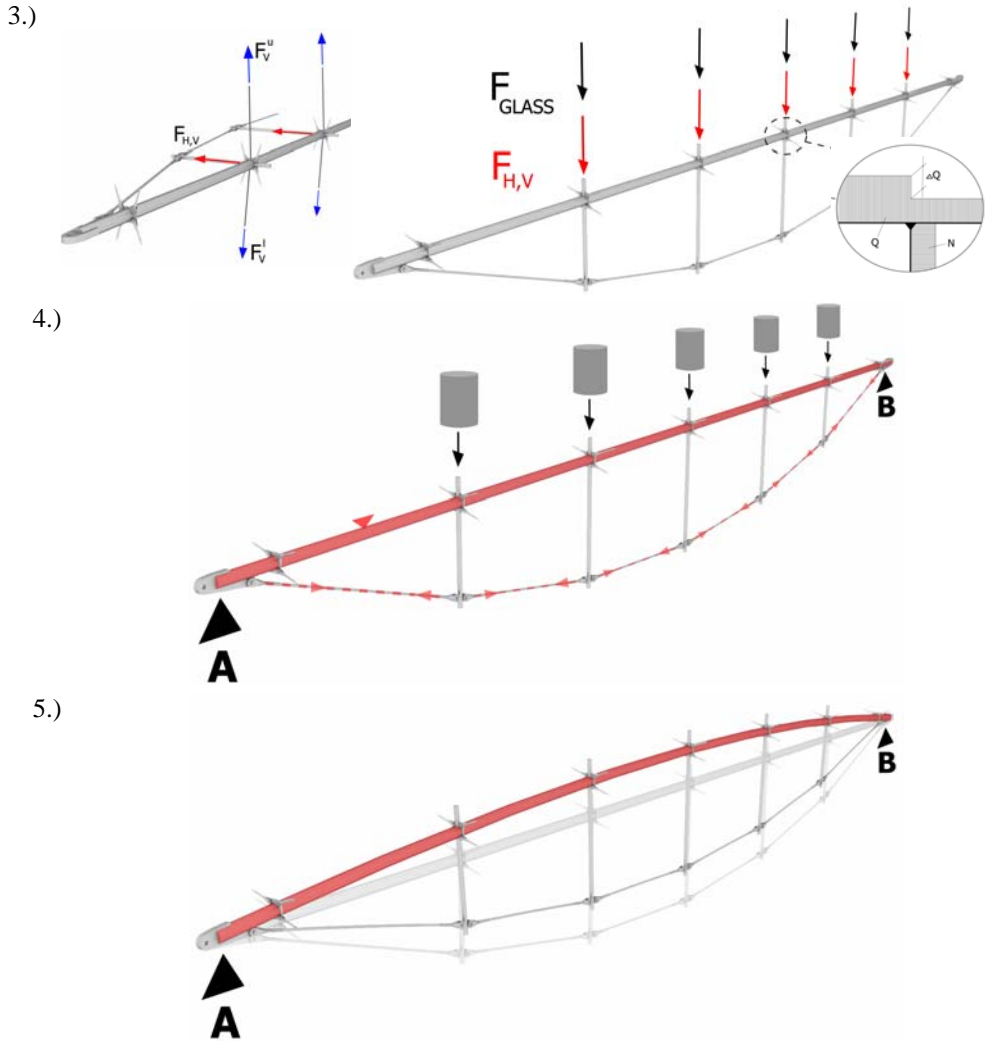 3.)
F_V^u
F_H,V
F_V^l
F_GLASS
F_H,V
ΔQ
Q
N
4.)
B
A
5.)
B
A